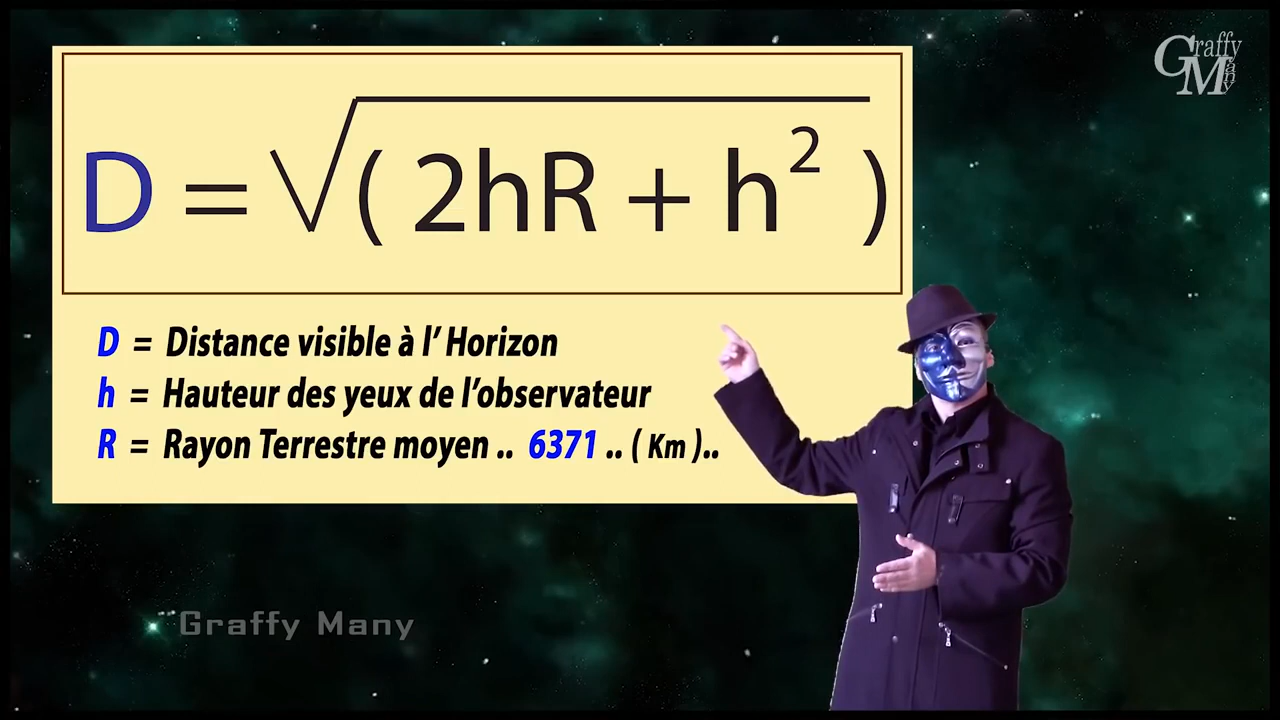 Graffy
Many
D = √( 2hR + h² )
D = Distance visible à l' Horizon
h = Hauteur des yeux de l'observateur
R = Rayon Terrestre moyen .. 6371 .. ( Km )..
Graffy Many